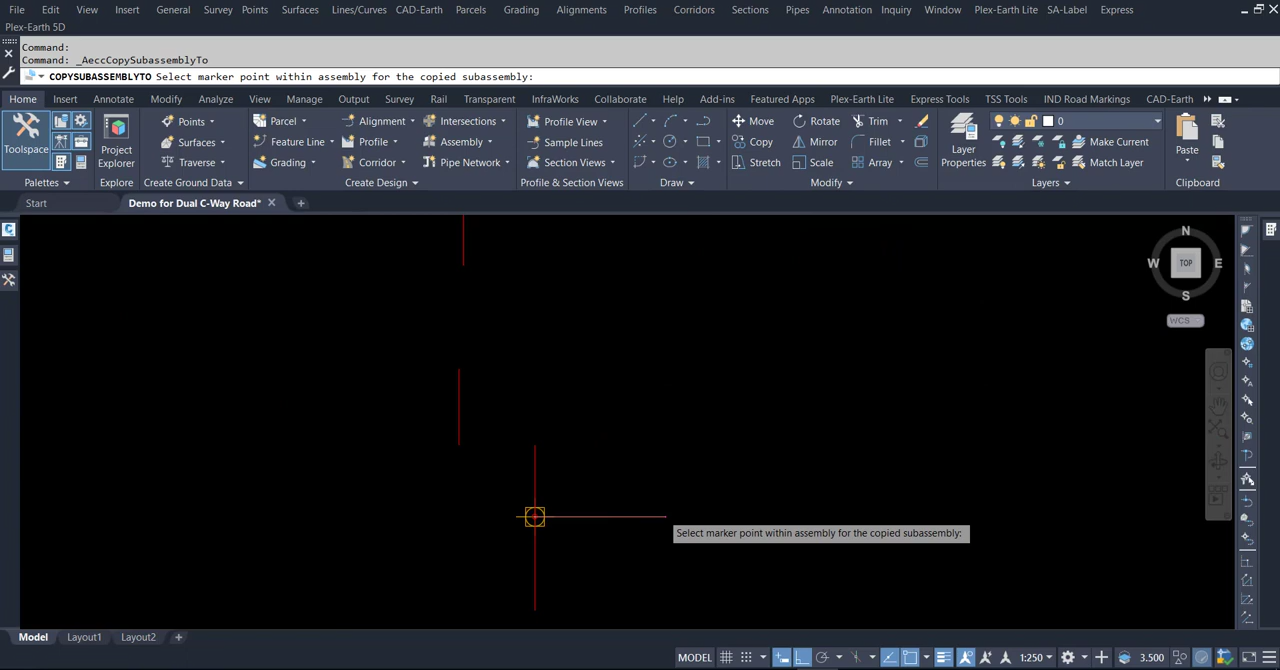 File Edit View Insert General Survey Points Surfaces Lines/Curves CAD-Earth Parcels Grading Alignments Profiles Corridors Sections Pipes Annotation Inquiry Window Plex-Earth Lite SA-Label Express
Plex-Earth 5D
Command:
Command: _AeccCopySubassemblyTo
COPYSUBASSEMBLYTO Select marker point within assembly for the copied subassembly:
Home Insert Annotate Modify Analyze View Manage Output Survey Rail Transparent InfraWorks Collaborate Help Add-ins Featured Apps Plex-Earth Lite Express Tools TSS Tools IND Road Markings CAD-Earth
Points Parcel Alignment Intersections Profile View Move Rotate Trim 0
Toolspace Project Explorer Surfaces Feature Line Profile Assembly Sample Lines Copy Mirror Fillet Layer Properties Make Current Paste
Traverse Grading Corridor Pipe Network Section Views Stretch Scale Array Match Layer
Palettes Explore Create Ground Data Create Design Profile & Section Views Draw Modify Layers Clipboard
Start Demo for Dual C-Way Road*
N
W TOP E
S
WCS
Select marker point within assembly for the copied subassembly:
Model Layout1 Layout2
MODEL 1:250 3.500